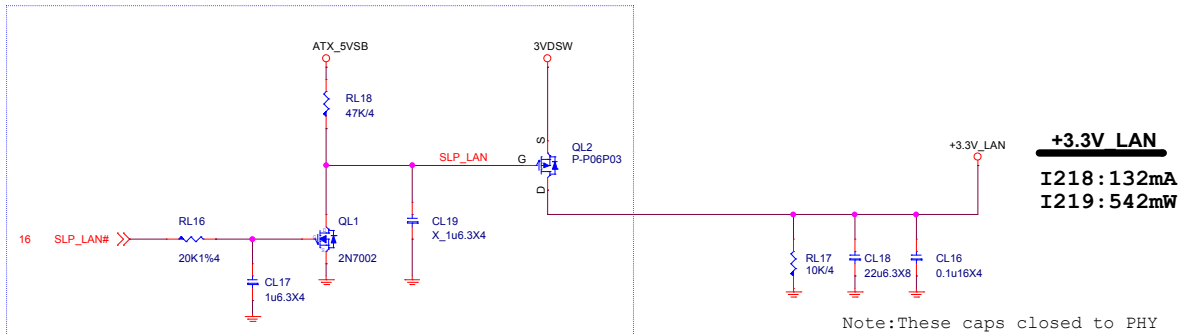 ATX_5VSB
3VDSW
RL18
47K/4
S
QL2
P-P06P03
SLP_LAN
G
D
+3.3V_LAN
+3.3V_LAN
I218:132mA
I219:542mW
RL16
QL1
CL19
X_1u6.3X4
16 SLP_LAN#
20K1%4
2N7002
CL17
1u6.3X4
RL17
10K/4
CL18
22u6.3X8
CL16
0.1u16X4
Note:These caps closed to PHY